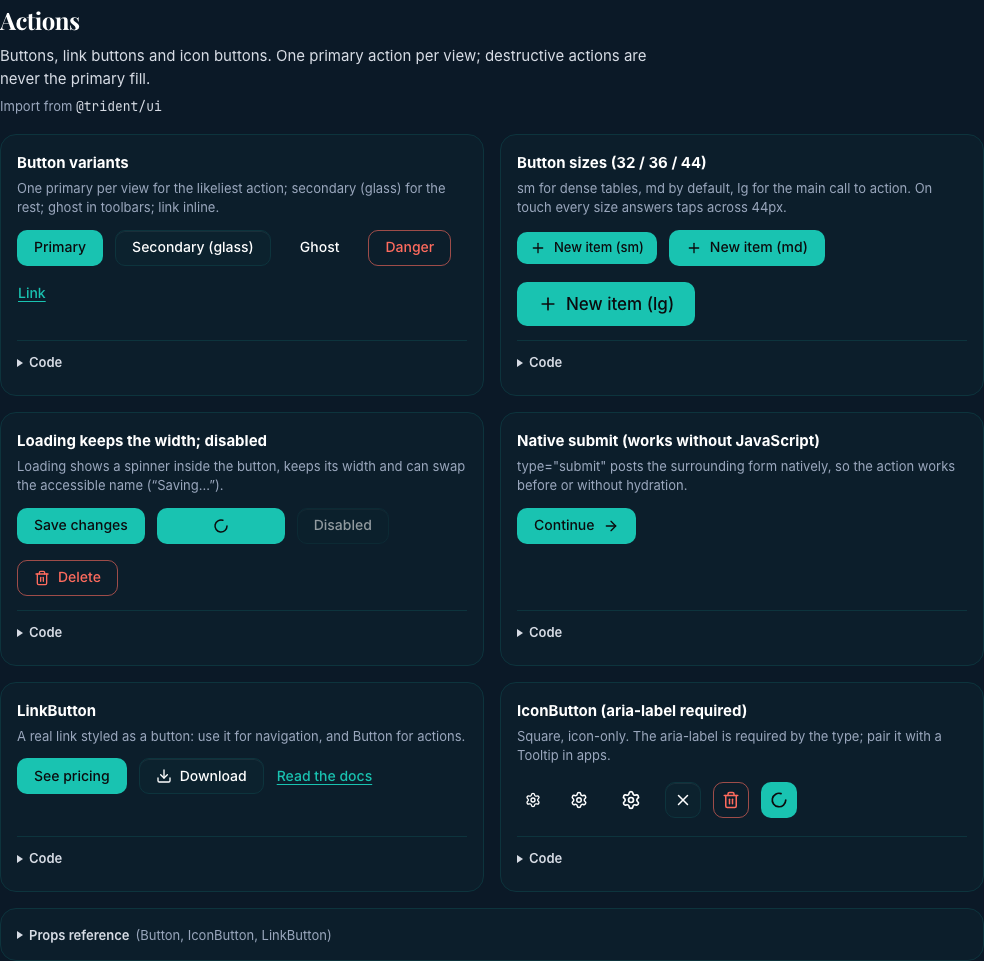 Actions
Buttons, link buttons and icon buttons. One primary action per view; destructive actions are
never the primary fill.
Import from @trident/ui
Button variants
One primary per view for the likeliest action; secondary (glass) for the
rest; ghost in toolbars; link inline.
Primary
Secondary (glass)
Ghost
Danger
Link
Code
Button sizes (32 / 36 / 44)
sm for dense tables, md by default, lg for the main call to action. On
touch every size answers taps across 44px.
New item (sm)
New item (md)
New item (lg)
Code
Loading keeps the width; disabled
Loading shows a spinner inside the button, keeps its width and can swap
the accessible name (“Saving…”).
Save changes
Disabled
Delete
Code
Native submit (works without JavaScript)
type="submit" posts the surrounding form natively, so the action works
before or without hydration.
Continue
Code
LinkButton
A real link styled as a button: use it for navigation, and Button for actions.
See pricing
Download
Read the docs
Code
IconButton (aria-label required)
Square, icon-only. The aria-label is required by the type; pair it with a
Tooltip in apps.
Code
Props reference (Button, IconButton, LinkButton)